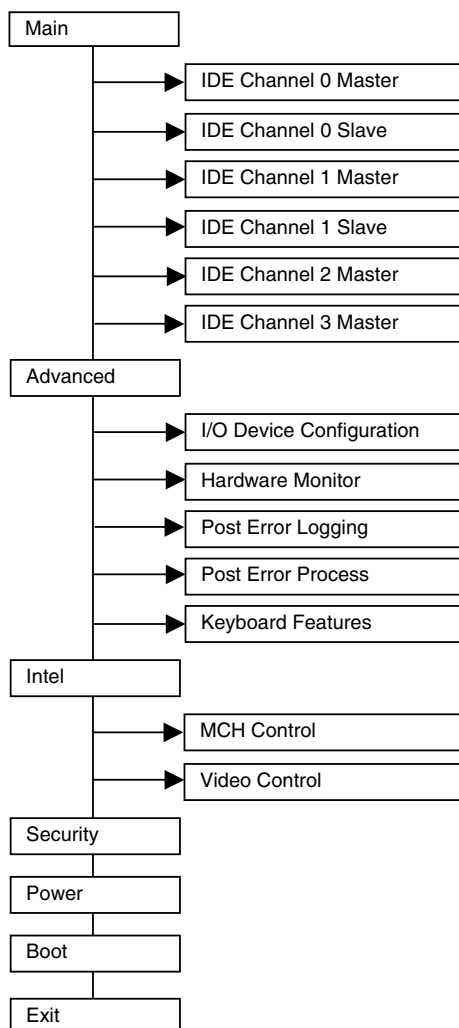 Main
IDE Channel 0 Master
IDE Channel 0 Slave
IDE Channel 1 Master
IDE Channel 1 Slave
IDE Channel 2 Master
IDE Channel 3 Master
Advanced
I/O Device Configuration
Hardware Monitor
Post Error Logging
Post Error Process
Keyboard Features
Intel
MCH Control
Video Control
Security
Power
Boot
Exit